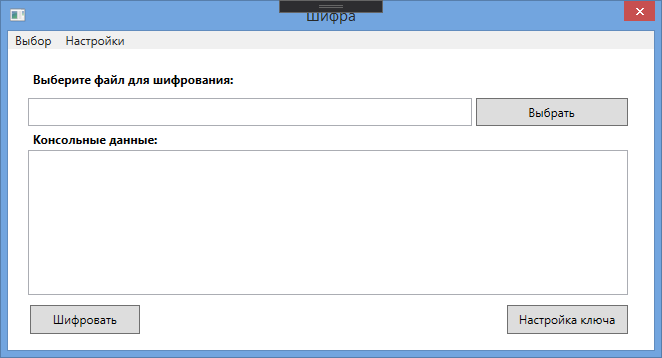 Шифра
Выбор Настройки
Выберите файл для шифрования:
Выбрать
Консольные данные:
Шифровать Настройка ключа